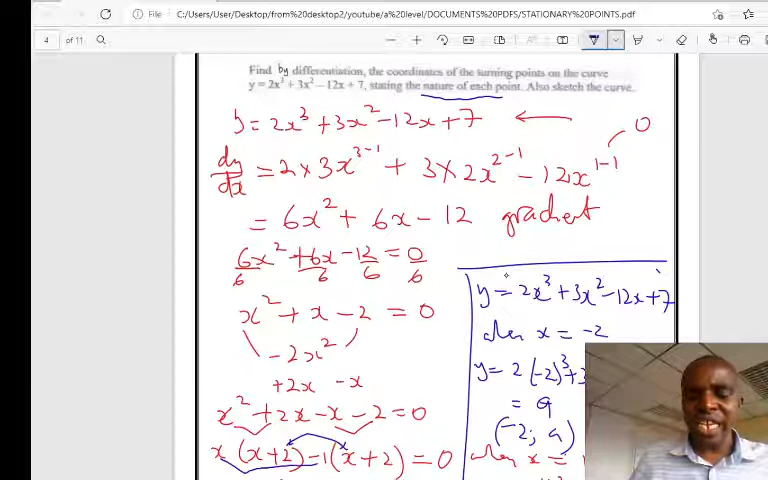 File | C:/Users/User/Desktop/from%20desktop2/youtube/a%20level/DOCUMENTS%20PDFS/STATIONARY%20POINTS.pdf
4 of 11
Find by differentiation, the coordinates of the turning points on the curve
y = 2x³ + 3x² – 12x + 7, stating the nature of each point. Also sketch the curve.
y = 2x³ + 3x² - 12x + 7 ←
0
dy/dx = 2 × 3x³⁻¹ + 3 × 2x²⁻¹ - 12x¹⁻¹
= 6x² + 6x - 12 gradient
6x²/6 + 6x/6 - 12/6 = 0/6
x² + x - 2 = 0
-2x²
+2x -x
x² + 2x - x - 2 = 0
x(x+2) -1(x+2) = 0
y = 2x³ + 3x² - 12x + 7
when x = -2
y = 2(-2)³ + 3
= 9
(-2; 9)
when x =